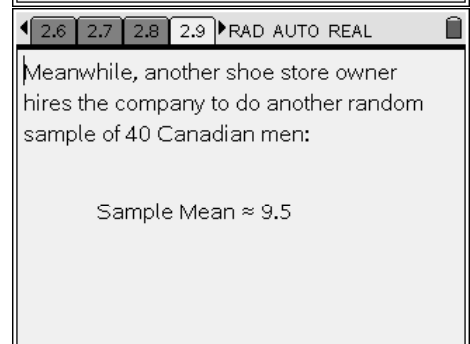 2.6 2.7 2.8 2.9 RAD AUTO REAL
Meanwhile, another shoe store owner
hires the company to do another random
sample of 40 Canadian men:
Sample Mean ≈ 9.5